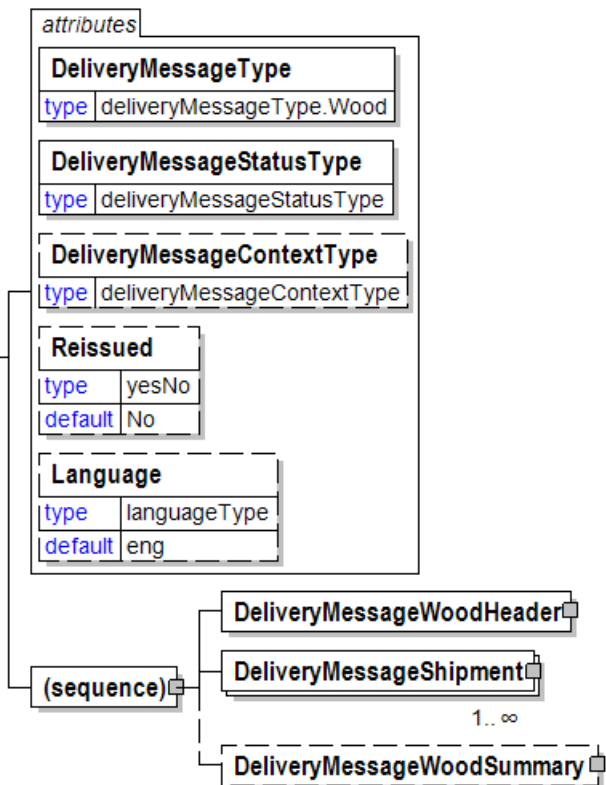 attributes
DeliveryMessageType
type deliveryMessageType.Wood
DeliveryMessageStatusType
type deliveryMessageStatusType
DeliveryMessageContextType
type deliveryMessageContextType
Reissued
type yesNo
default No
Language
type languageType
default eng
DeliveryMessageWoodHeader
(sequence)
DeliveryMessageShipment
1.. ∞
DeliveryMessageWoodSummary